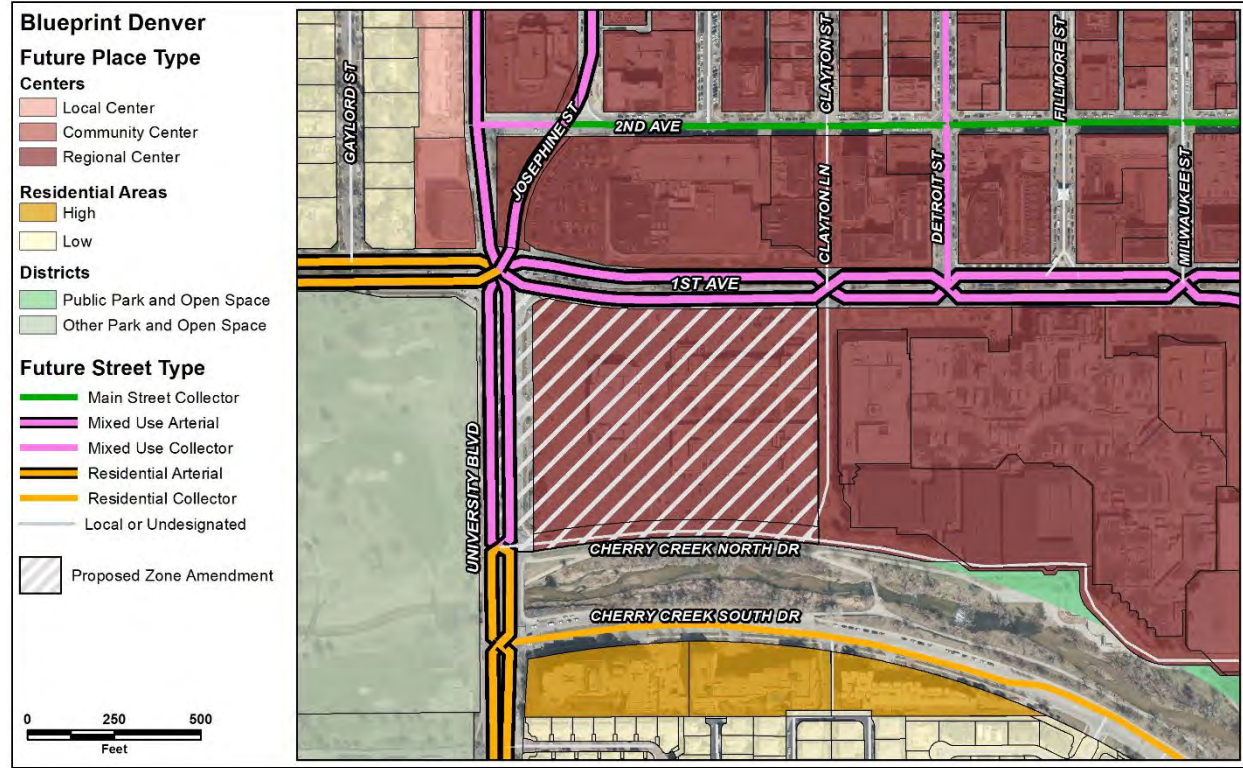 Blueprint Denver
Future Place Type
Centers
Local Center
Community Center
Regional Center
Residential Areas
High
Low
Districts
Public Park and Open Space
Other Park and Open Space
Future Street Type
Main Street Collector
Mixed Use Arterial
Mixed Use Collector
Residential Arterial
Residential Collector
Local or Undesignated
Proposed Zone Amendment
0 250 500
Feet
GAYLORD ST
JOSEPHINE ST
2ND AVE
CLAYTON ST
CLAYTON LN
DETROIT ST
FILLMORE ST
MILWAUKEE ST
1ST AVE
UNIVERSITY BLVD
CHERRY CREEK NORTH DR
CHERRY CREEK SOUTH DR